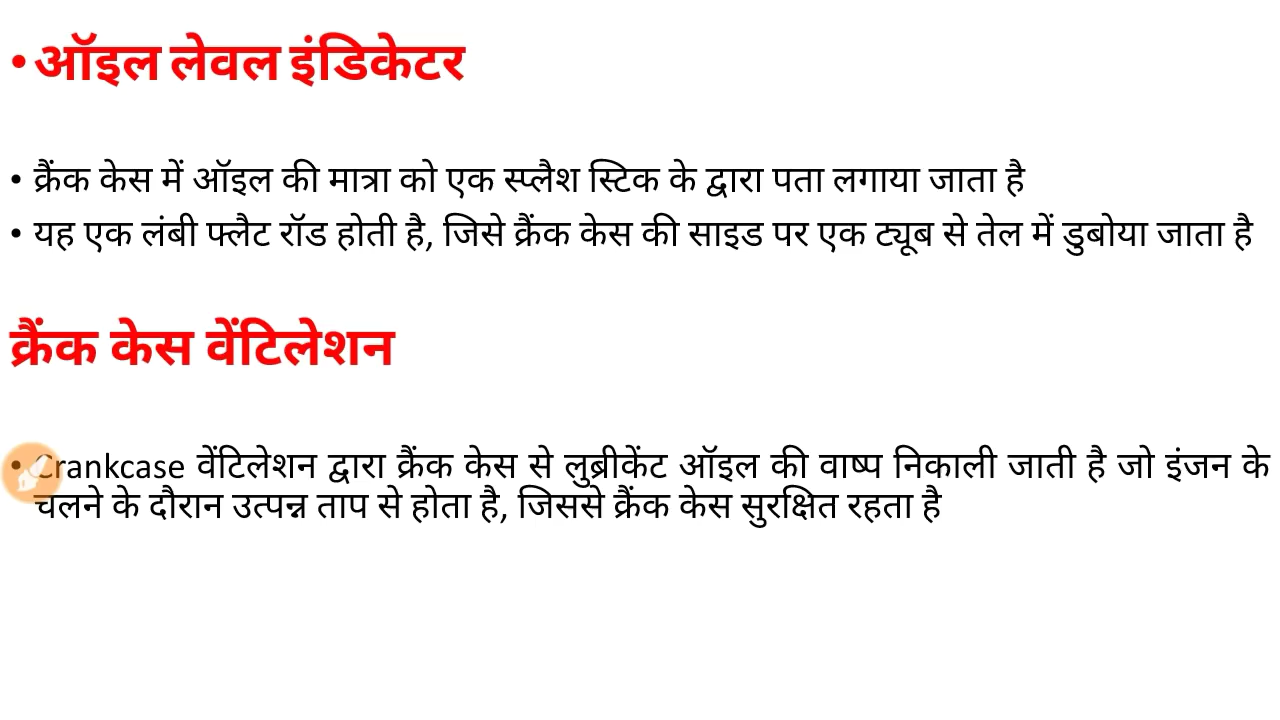 • ऑइल लेवल इंडिकेटर
• क्रैंक केस में ऑइल की मात्रा को एक स्प्लैश स्टिक के द्वारा पता लगाया जाता है
• यह एक लंबी फ्लैट रॉड होती है, जिसे क्रैंक केस की साइड पर एक ट्यूब से तेल में डुबोया जाता है
क्रैंक केस वेंटिलेशन
• Crankcase वेंटिलेशन द्वारा क्रैंक केस से लुब्रीकेंट ऑइल की वाष्प निकाली जाती है जो इंजन के
चलने के दौरान उत्पन्न ताप से होता है, जिससे क्रैंक केस सुरक्षित रहता है